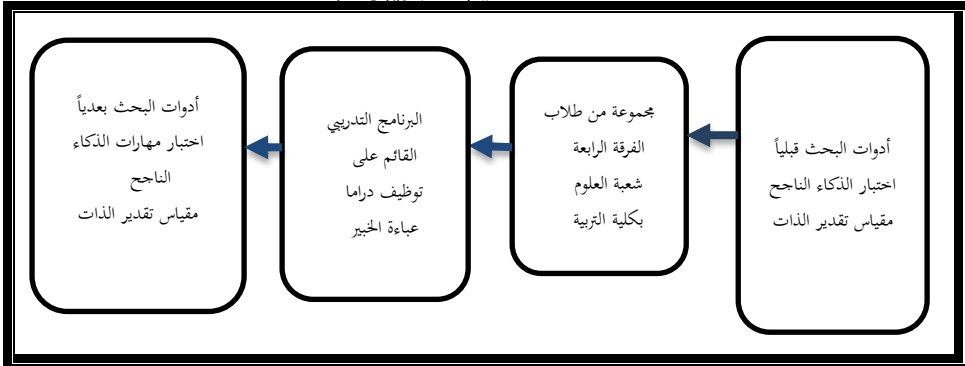 أدوات البحث قبلياً
اختبار الذكاء الناجح
مقياس تقدير الذات
مجموعة من طلاب
الفرقة الرابعة
شعبة العلوم
بكلية التربية
البرنامج التدريبي
القائم على
توظيف دراما
عباءة الخبير
أدوات البحث بعدياً
اختبار مهارات الذكاء
الناجح
مقياس تقدير الذات